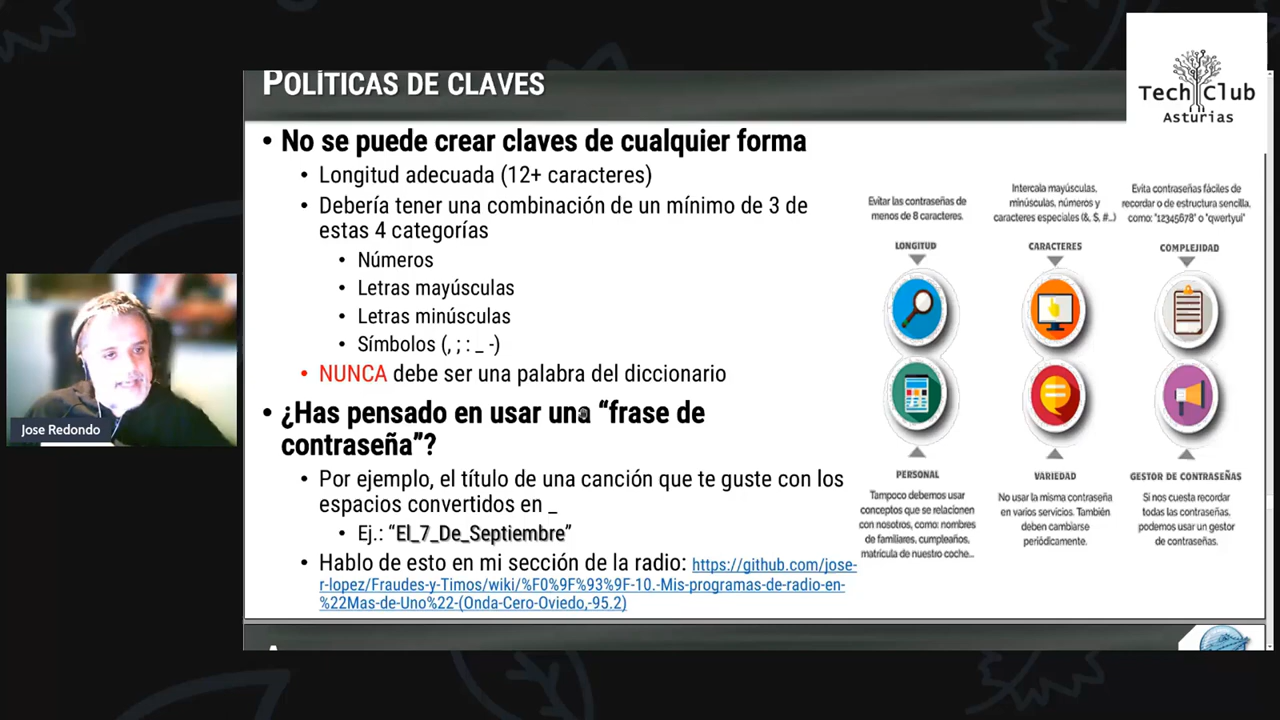 POLÍTICAS DE CLAVES
Tech Club
Asturias
• No se puede crear claves de cualquier forma
• Longitud adecuada (12+ caracteres)
• Debería tener una combinación de un mínimo de 3 de
estas 4 categorías
• Números
• Letras mayúsculas
• Letras minúsculas
• Símbolos (, ; : _ -)
• NUNCA debe ser una palabra del diccionario
• ¿Has pensado en usar una “frase de
contraseña”?
• Por ejemplo, el título de una canción que te guste con los
espacios convertidos en _
• Ej.: “El_7_De_Septiembre”
• Hablo de esto en mi sección de la radio: https://github.com/jose-
r-lopez/Fraudes-y-Timos/wiki/%F0%9F%93%9F-10.-Mis-programas-de-radio-en-
%22Mas-de-Uno%22-(Onda-Cero-Oviedo,-95.2)
Evitar las contraseñas de
menos de 8 caracteres.
LONGITUD
Intercala mayúsculas,
minúsculas, números y
caracteres especiales (&, $, #...)
CARACTERES
Evita contraseñas fáciles de
recordar o de estructura sencilla,
como: "12345678" o "qwertyui"
COMPLEJIDAD
PERSONAL
Tampoco debemos usar
conceptos que se relacionen
con nosotros, como: nombres
de familiares, cumpleaños,
matrícula de nuestro coche...
VARIEDAD
No usar la misma contraseña
en varios servicios. También
deben cambiarse
periódicamente.
GESTOR DE CONTRASEÑAS
Si nos cuesta recordar
todas las contraseñas,
podemos usar un gestor
de contraseñas.
Jose Redondo